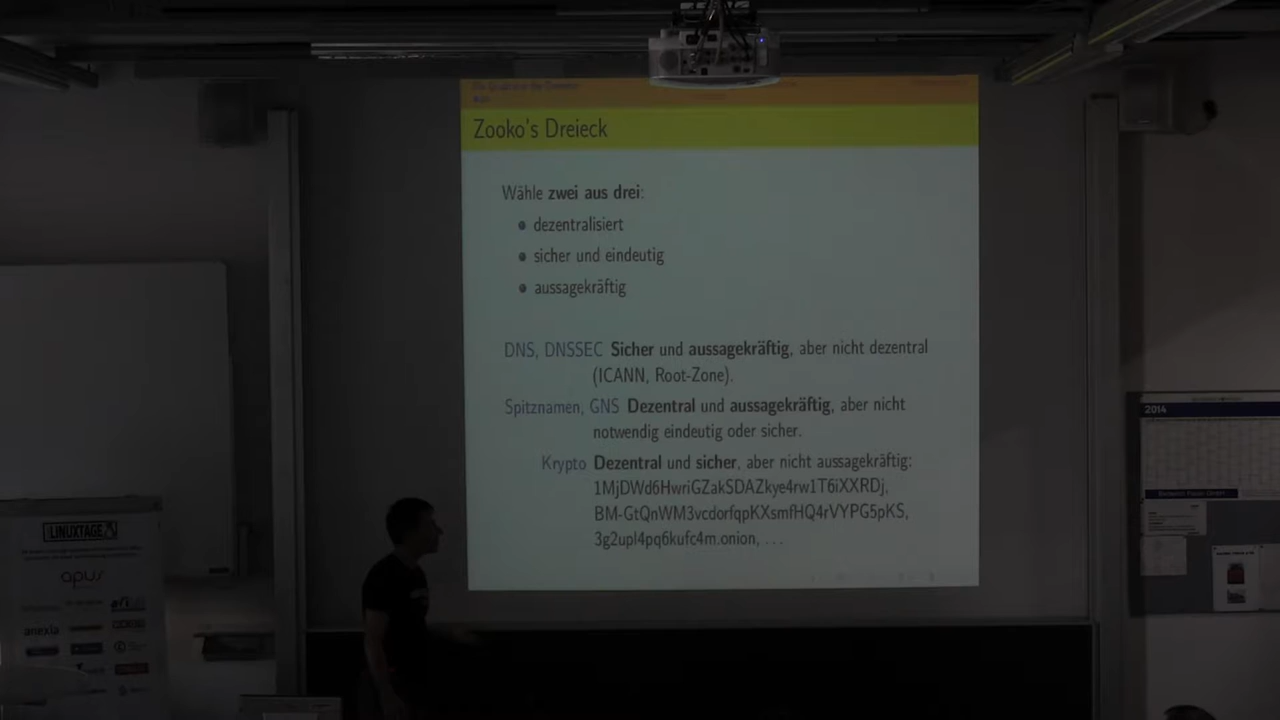 Zooko's Dreieck
Wähle zwei aus drei:
dezentralisiert
sicher und eindeutig
aussagekräftig
DNS, DNSSEC Sicher und aussagekräftig, aber nicht dezentral
(ICANN, Root-Zone).
Spitznamen, GNS Dezentral und aussagekräftig, aber nicht
notwendig eindeutig oder sicher.
Krypto Dezentral und sicher, aber nicht aussagekräftig:
1MjDWd6HwriGZakSDAZkye4rw1T6iXXRDj,
BM-GtQnWM3vcdorfqpKXsmfHQ4rVYPG5pKS,
3g2upl4pq6kufc4m.onion, ...
2014
LINUXTAGE
apus
anexia